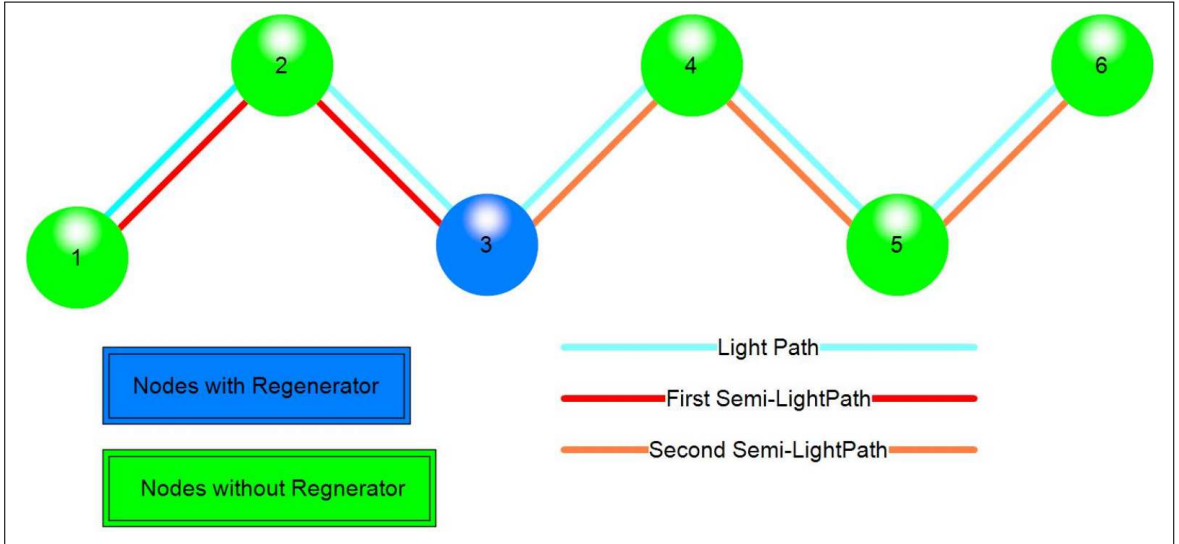 2
4
6
1
3
5
Nodes with Regenerator
Nodes without Regnerator
Light Path
First Semi-LightPath
Second Semi-LightPath